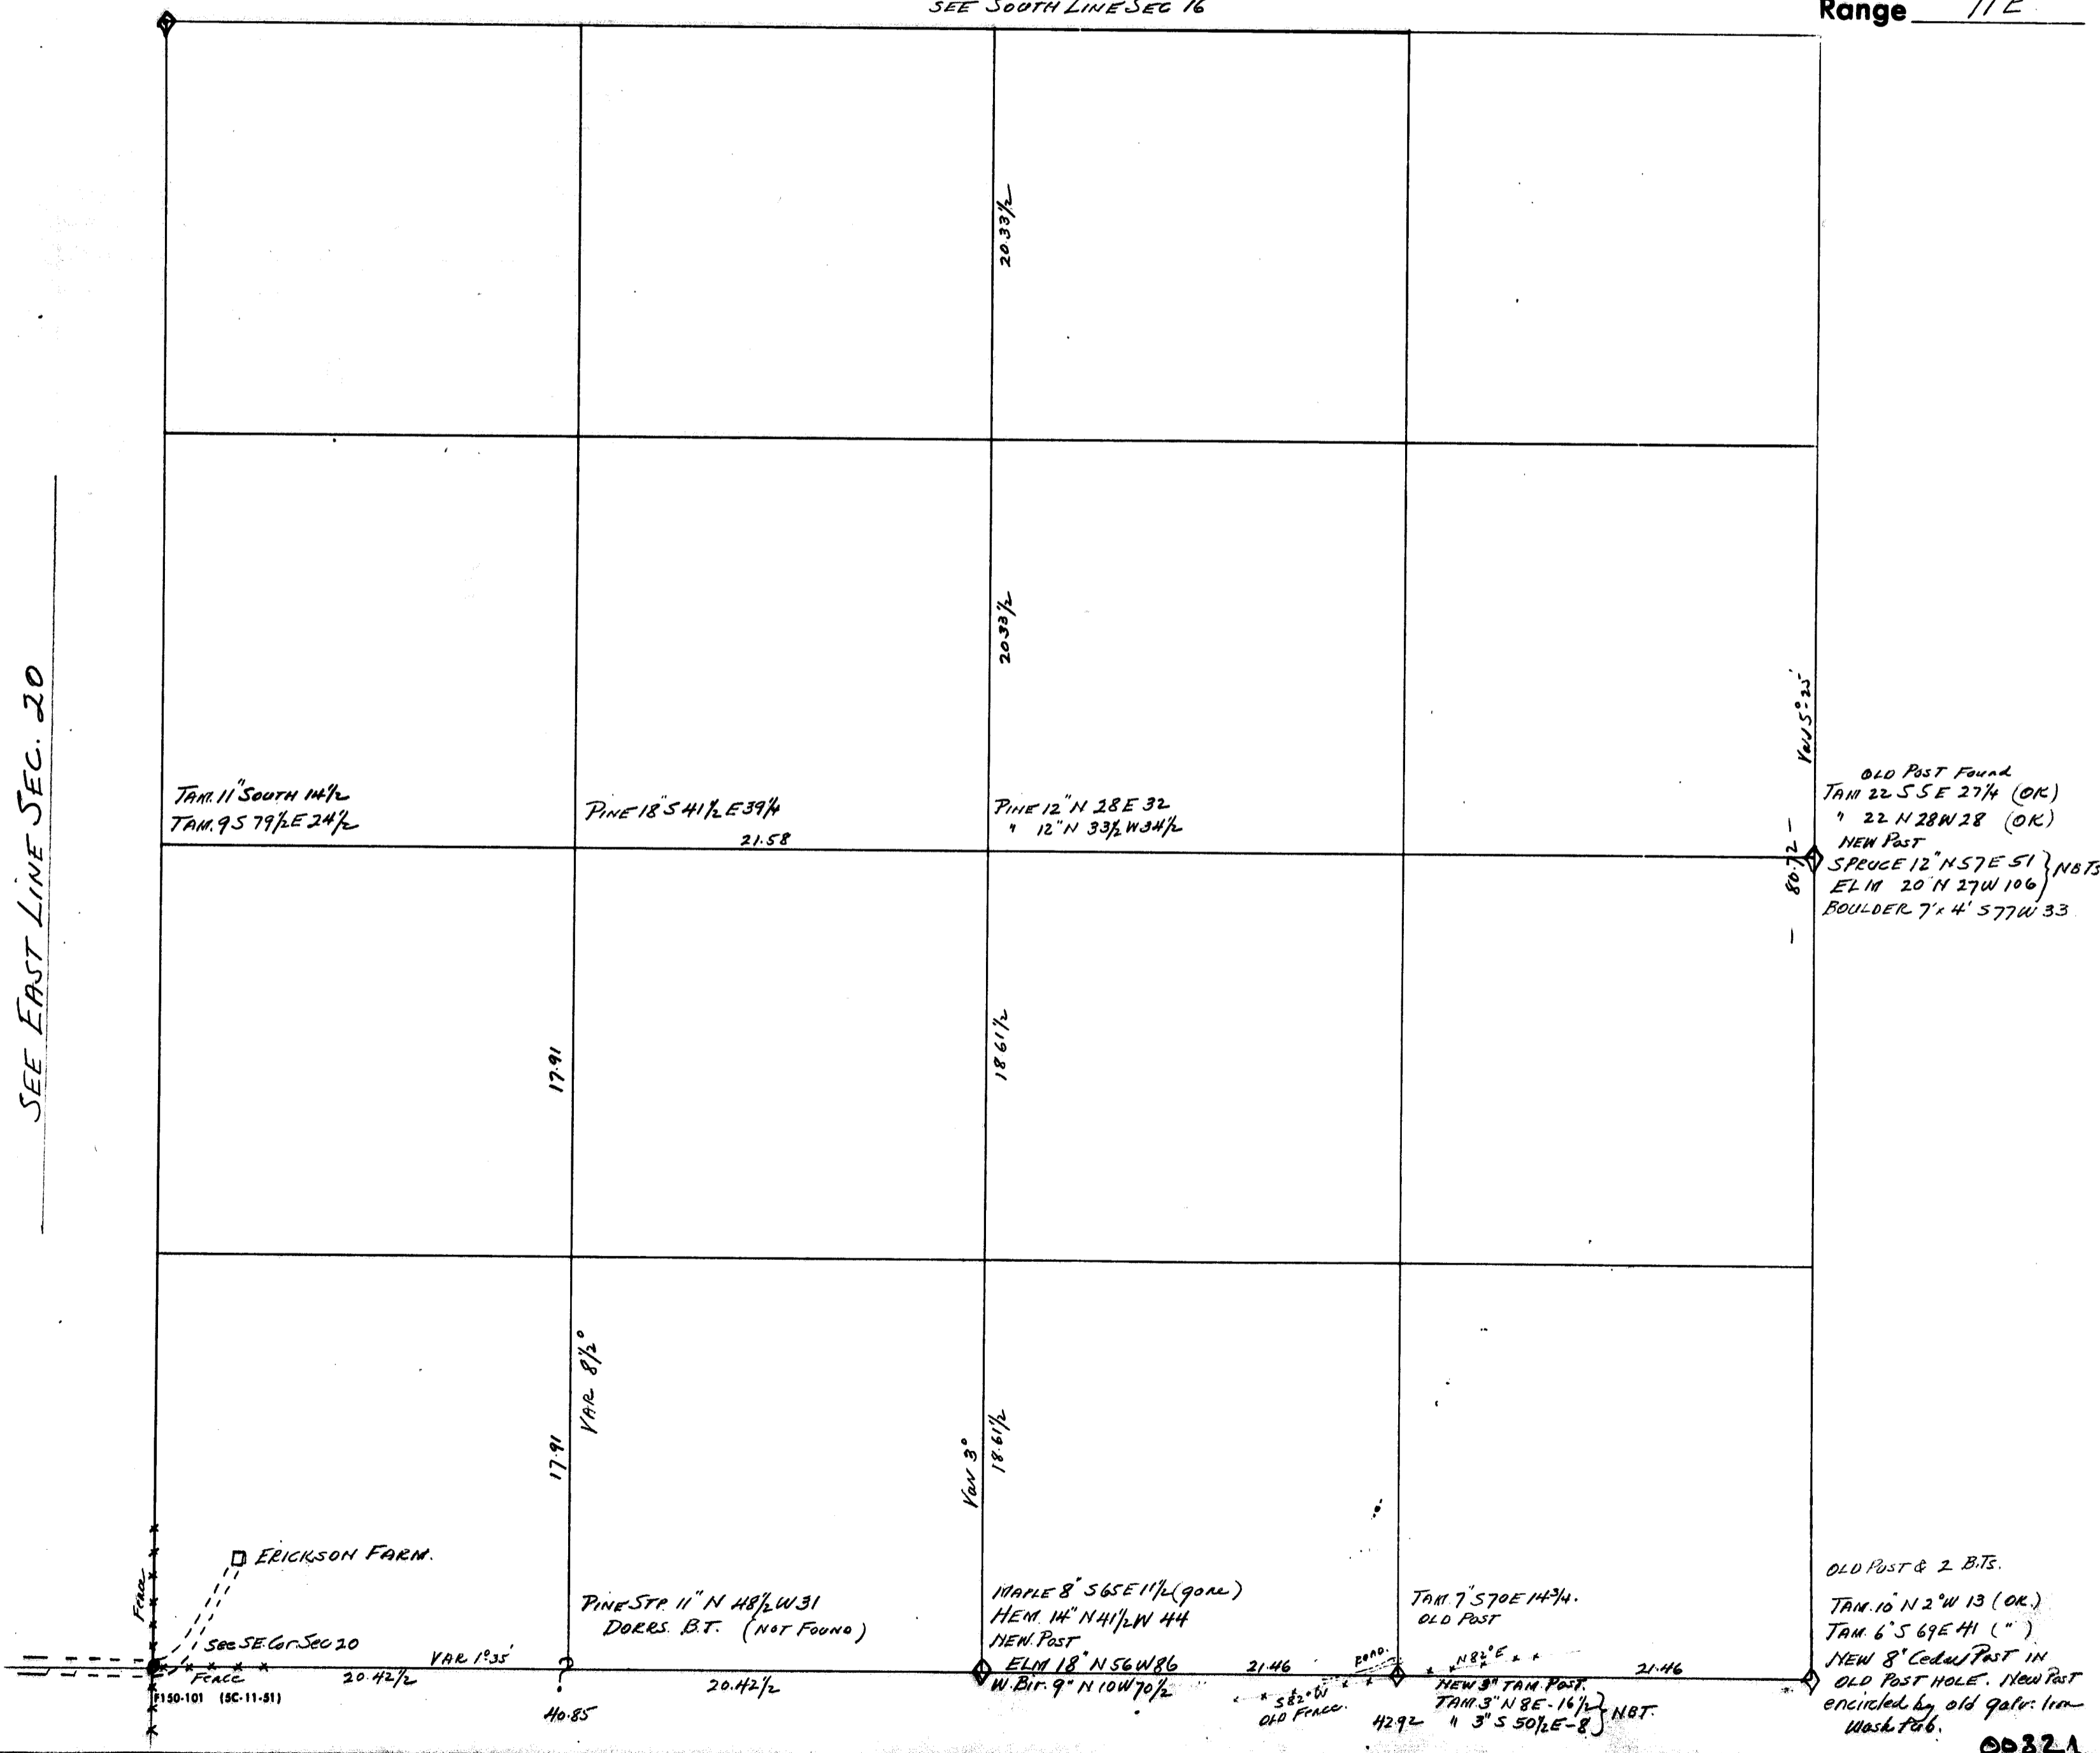 SEE SOUTH LINE SEC 16
Range 11E
20.33½
20.33½
SEE EAST LINE SEC. 20
TAM. 11" SOUTH 14½
TAM. 9 S 79½ E 24½
PINE 18" S 41½ E 39¼
21.58
PINE 12" N 28 E 32
" 12" N 33½ W 34½
Var 5°-25'
- 80.72 -
OLD POST Found
TAM 22 S 5 E 27¼ (OK)
" 22 N 28 W 28 (OK)
NEW POST
SPRUCE 12" N 57 E 51 } NBTS
ELM 20" N 27 W 106
BOULDER 7' x 4' S 77 W 33
17.91
18 61½
VAR 8½°
17.91
Var 3°
18.61½
ERICKSON FARM.
Fence
See SE. Cor. Sec 20
Fence
F150-101 (5C-11-51)
20.42½
VAR 1°35'
PINE STP. 11" N 48½ W 31
DORRS. B.T. (NOT FOUND)
20.42½
40.85
MAPLE 8" S 65 E 11½ (gone)
HEM. 14" N 41½ W 44
NEW POST
ELM 18" N 56 W 86
W. Bir. 9" N 10 W 70½
21.46
ROAD.
S82°W
OLD FENCE.
42.92
TAM. 7" S 70 E 14¾.
OLD POST
N82°E
21.46
NEW 3" TAM. POST.
TAM. 3" N 8 E - 16½ } NBT.
" 3" S 50½ E - 8
OLD POST & 2 B.Ts.
TAM. 10" N 2° W 13 (OK.)
TAM. 6" S 69 E 41 ( " )
NEW 8" Cedar Post IN
OLD POST HOLE. New Post
encircled by old galv. Iron
Wash Tub.
00321